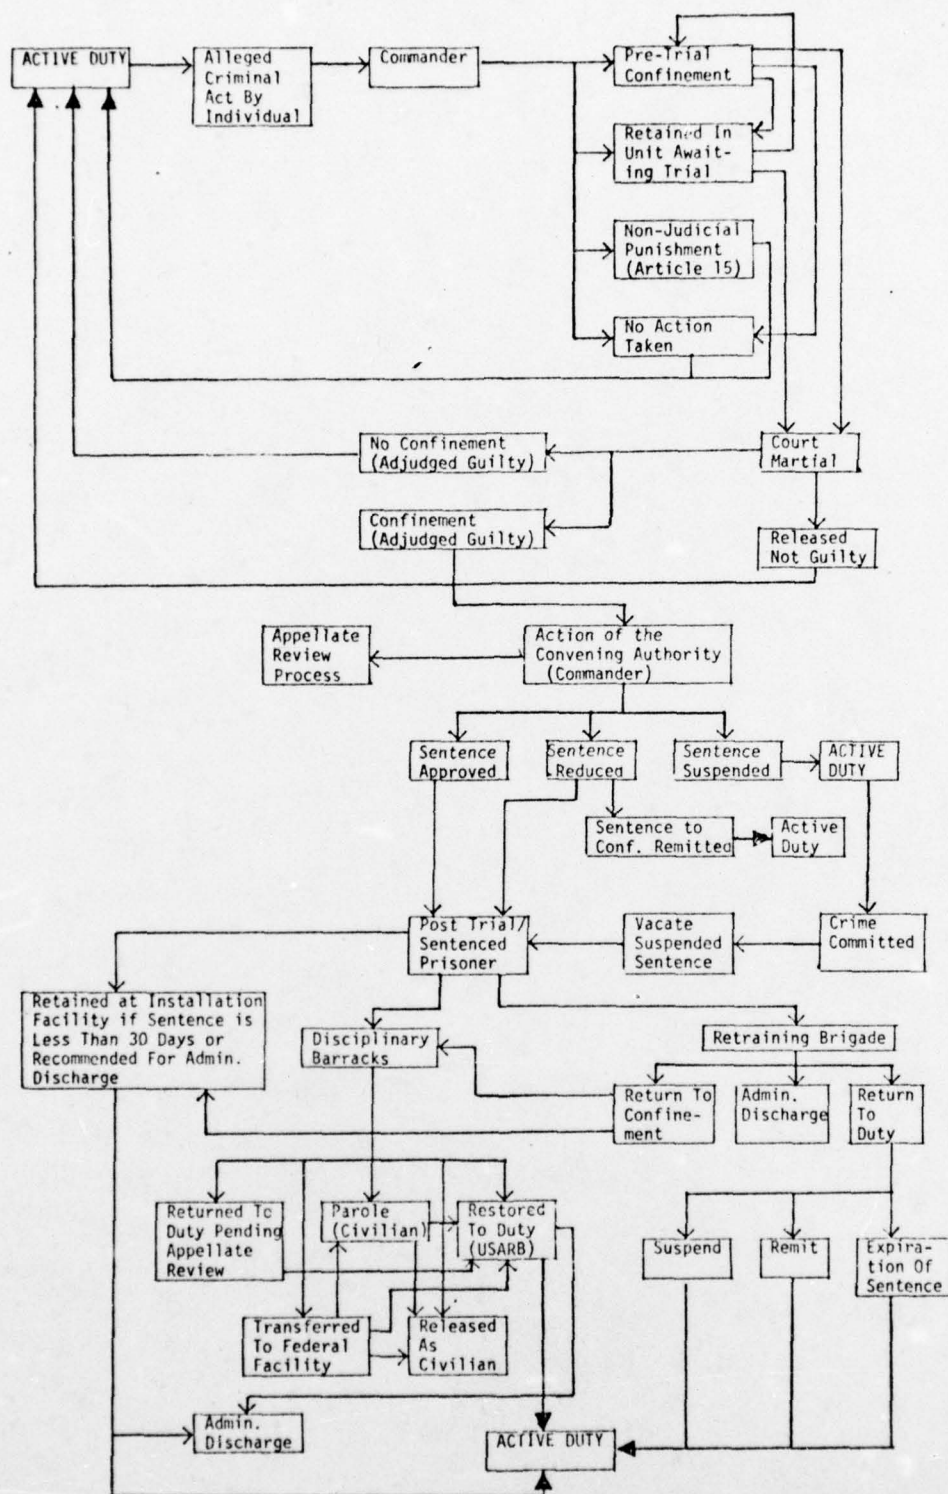 ACTIVE DUTY
Alleged
Criminal
Act By
Individual
Commander
Pre-Trial
Confinement
Retained In
Unit Await-
ing Trial
Non-Judicial
Punishment
(Article 15)
No Action
Taken
No Confinement
(Adjudged Guilty)
Court
Martial
Confinement
(Adjudged Guilty)
Released
Not Guilty
Appellate
Review
Process
Action of the
Convening Authority
(Commander)
Sentence
Approved
Sentence
Reduced
Sentence
Suspended
ACTIVE
DUTY
Sentence to
Conf. Remitted
Active
Duty
Post Trial/
Sentenced
Prisoner
Vacate
Suspended
Sentence
Crime
Committed
Retained at Installation
Facility if Sentence is
Less Than 30 Days or
Recommended For Admin.
Discharge
Disciplinary
Barracks
Retraining Brigade
Return To
Confine-
ment
Admin.
Discharge
Return
To
Duty
Returned To
Duty Pending
Appellate
Review
Parole
(Civilian)
Restored
To Duty
(USARB)
Suspend
Remit
Expira-
tion Of
Sentence
Transferred
To Federal
Facility
Released
As
Civilian
Admin.
Discharge
ACTIVE DUTY